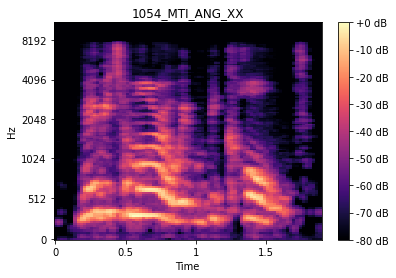 1054_MTI_ANG_XX
+0 dB
8192
-10 dB
4096
-20 dB
-30 dB
2048
Hz
-40 dB
1024
-50 dB
512
-60 dB
-70 dB
0
-80 dB
0 0.5 1 1.5
Time